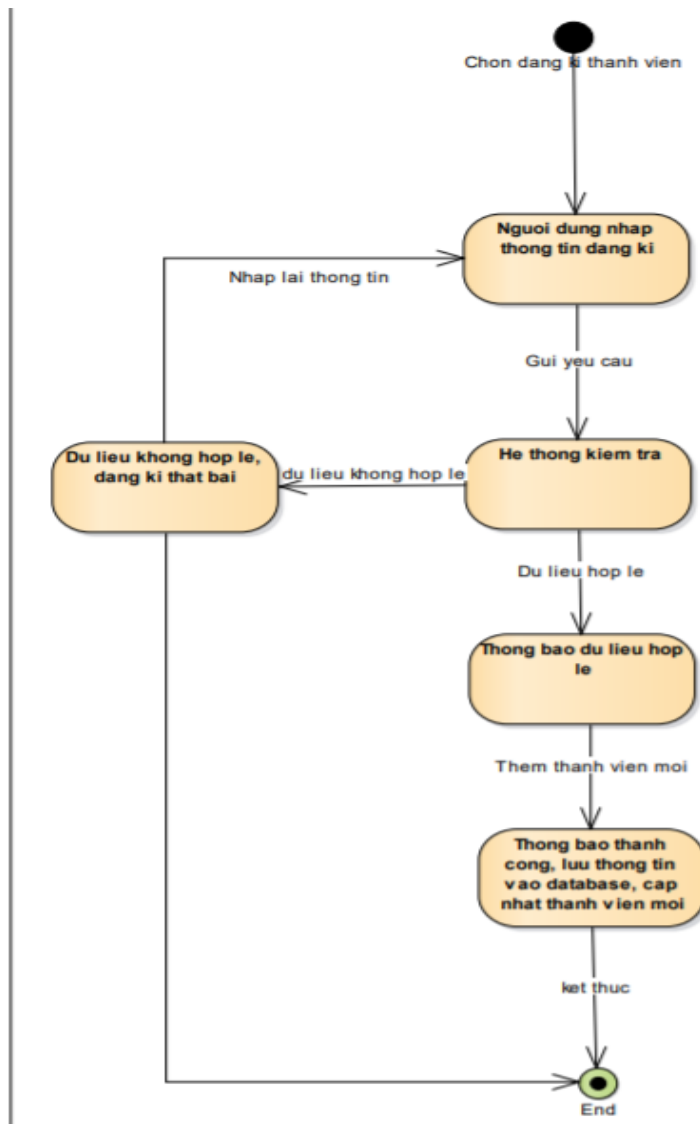 Chon dang ki thanh vien
Nguoi dung nhap
thong tin dang ki
Nhap lai thong tin
Gui yeu cau
Du lieu khong hop le,
dang ki that bai
du lieu khong hop le
He thong kiem tra
Du lieu hop le
Thong bao du lieu hop
le
Them thanh vien moi
Thong bao thanh
cong, luu thong tin
vao database, cap
nhat thanh vien moi
ket thuc
End